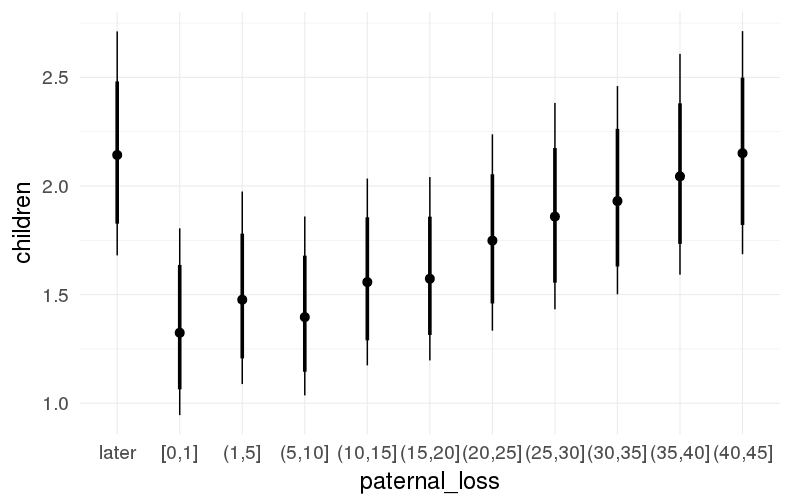 2.5
2.0
1.5
1.0
children
later [0,1] (1,5] (5,10] (10,15] (15,20] (20,25] (25,30] (30,35] (35,40] (40,45]
paternal_loss